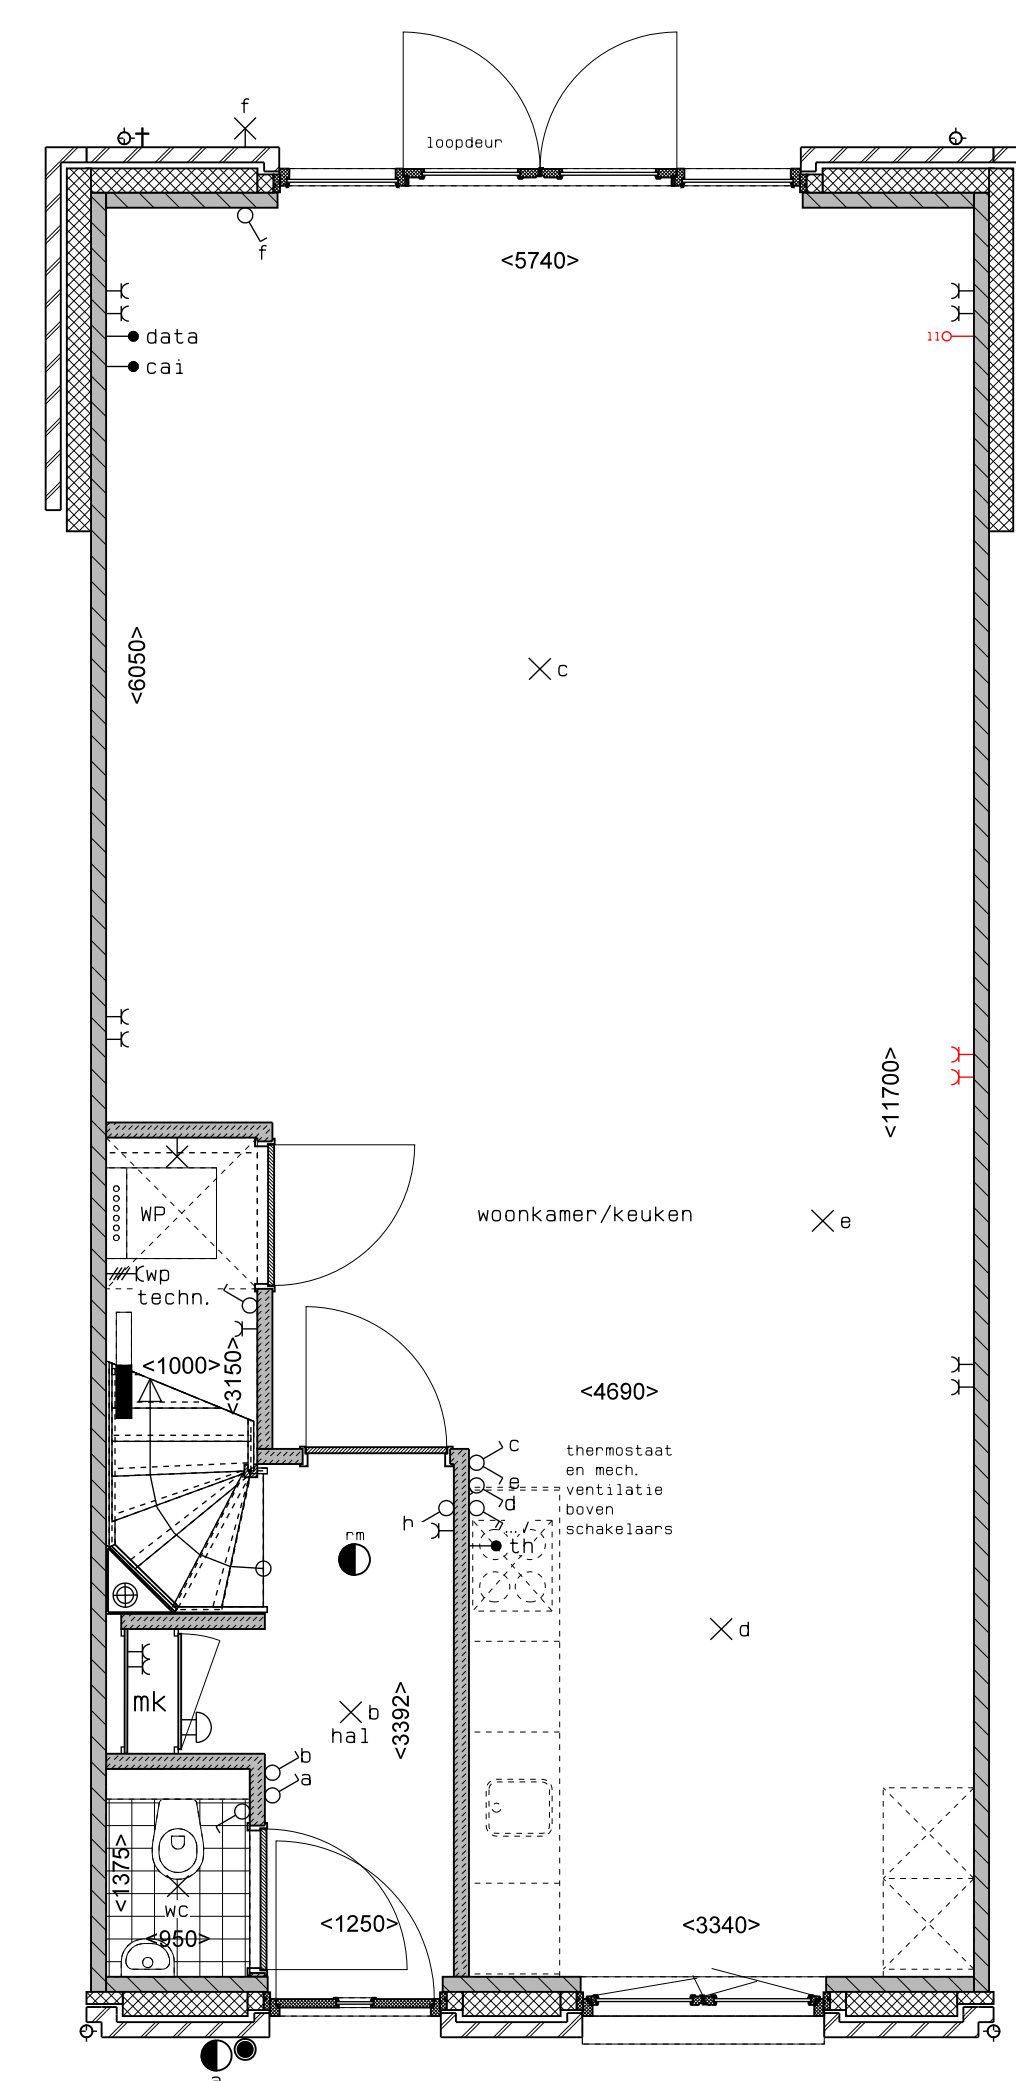 f
loopdeur
f
<5740>
data
cai
11
<6050>
c
<11700>
WP
woonkamer/keuken
e
wp
techn.
<1000>
<3150>
<4690>
c
e
d
h
th
thermostaat
en mech.
ventilatie
boven
schakelaars
rm
d
mk
b
hal
<3392>
b
a
<1375>
wc
<950>
<1250>
<3340>
a